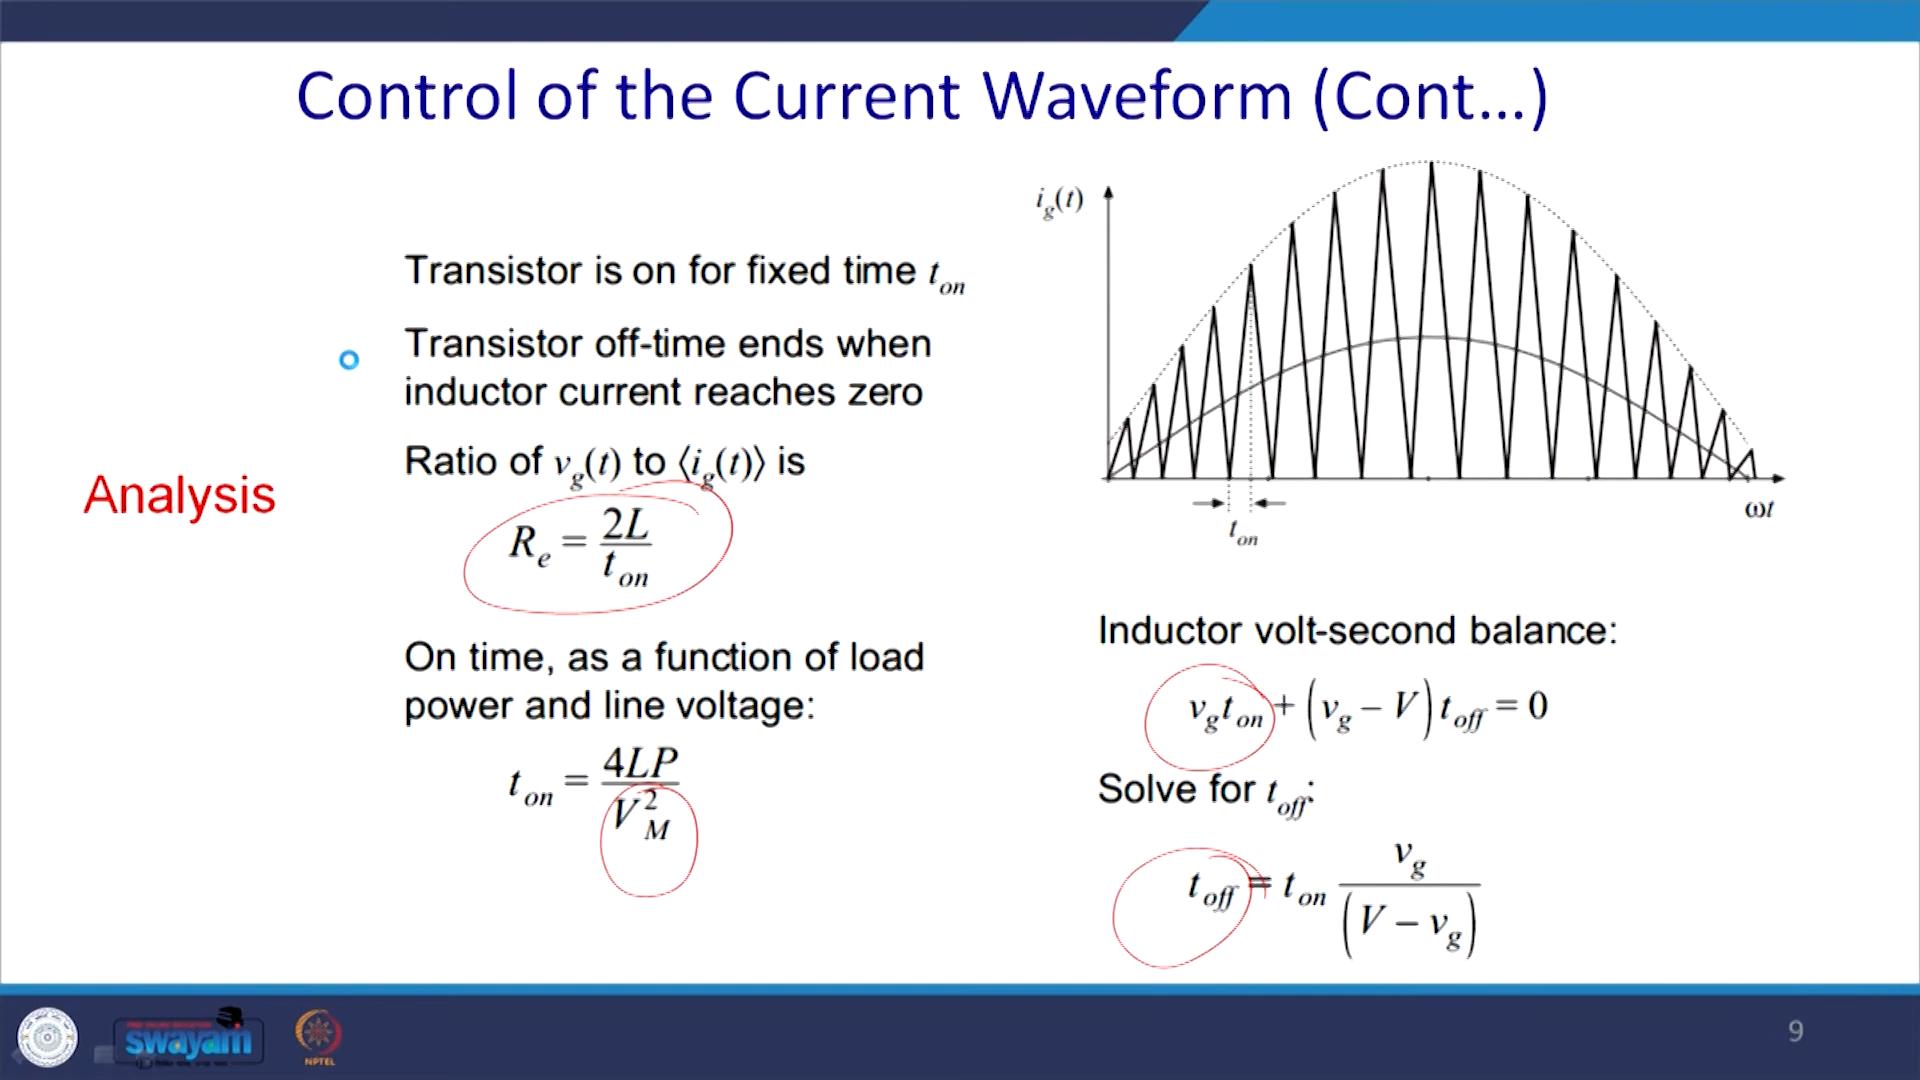 Control of the Current Waveform (Cont...)
Transistor is on for fixed time t_on
Transistor off-time ends when
inductor current reaches zero
Ratio of v_g(t) to ⟨i_g(t)⟩ is
Analysis
R_e = 2L / t_on
On time, as a function of load
power and line voltage:
t_on = 4LP / V_M^2
i_g(t)
ωt
t_on
Inductor volt-second balance:
v_g t_on + (v_g – V) t_off = 0
Solve for t_off:
t_off = t_on v_g / (V – v_g)
swayam
NPTEL
9